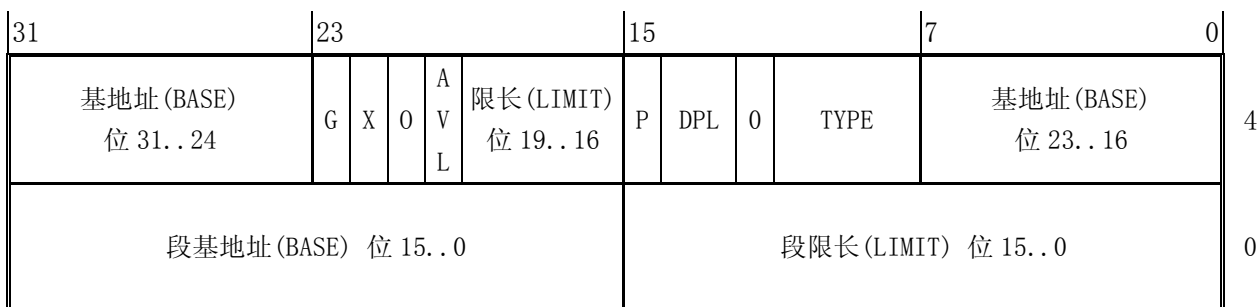 31 23 15 7 0
基地址(BASE) 位 31..24 G X 0 AVL 限长(LIMIT) 位 19..16 P DPL 0 TYPE 基地址(BASE) 位 23..16 4
段基地址(BASE) 位 15..0 段限长(LIMIT) 位 15..0 0